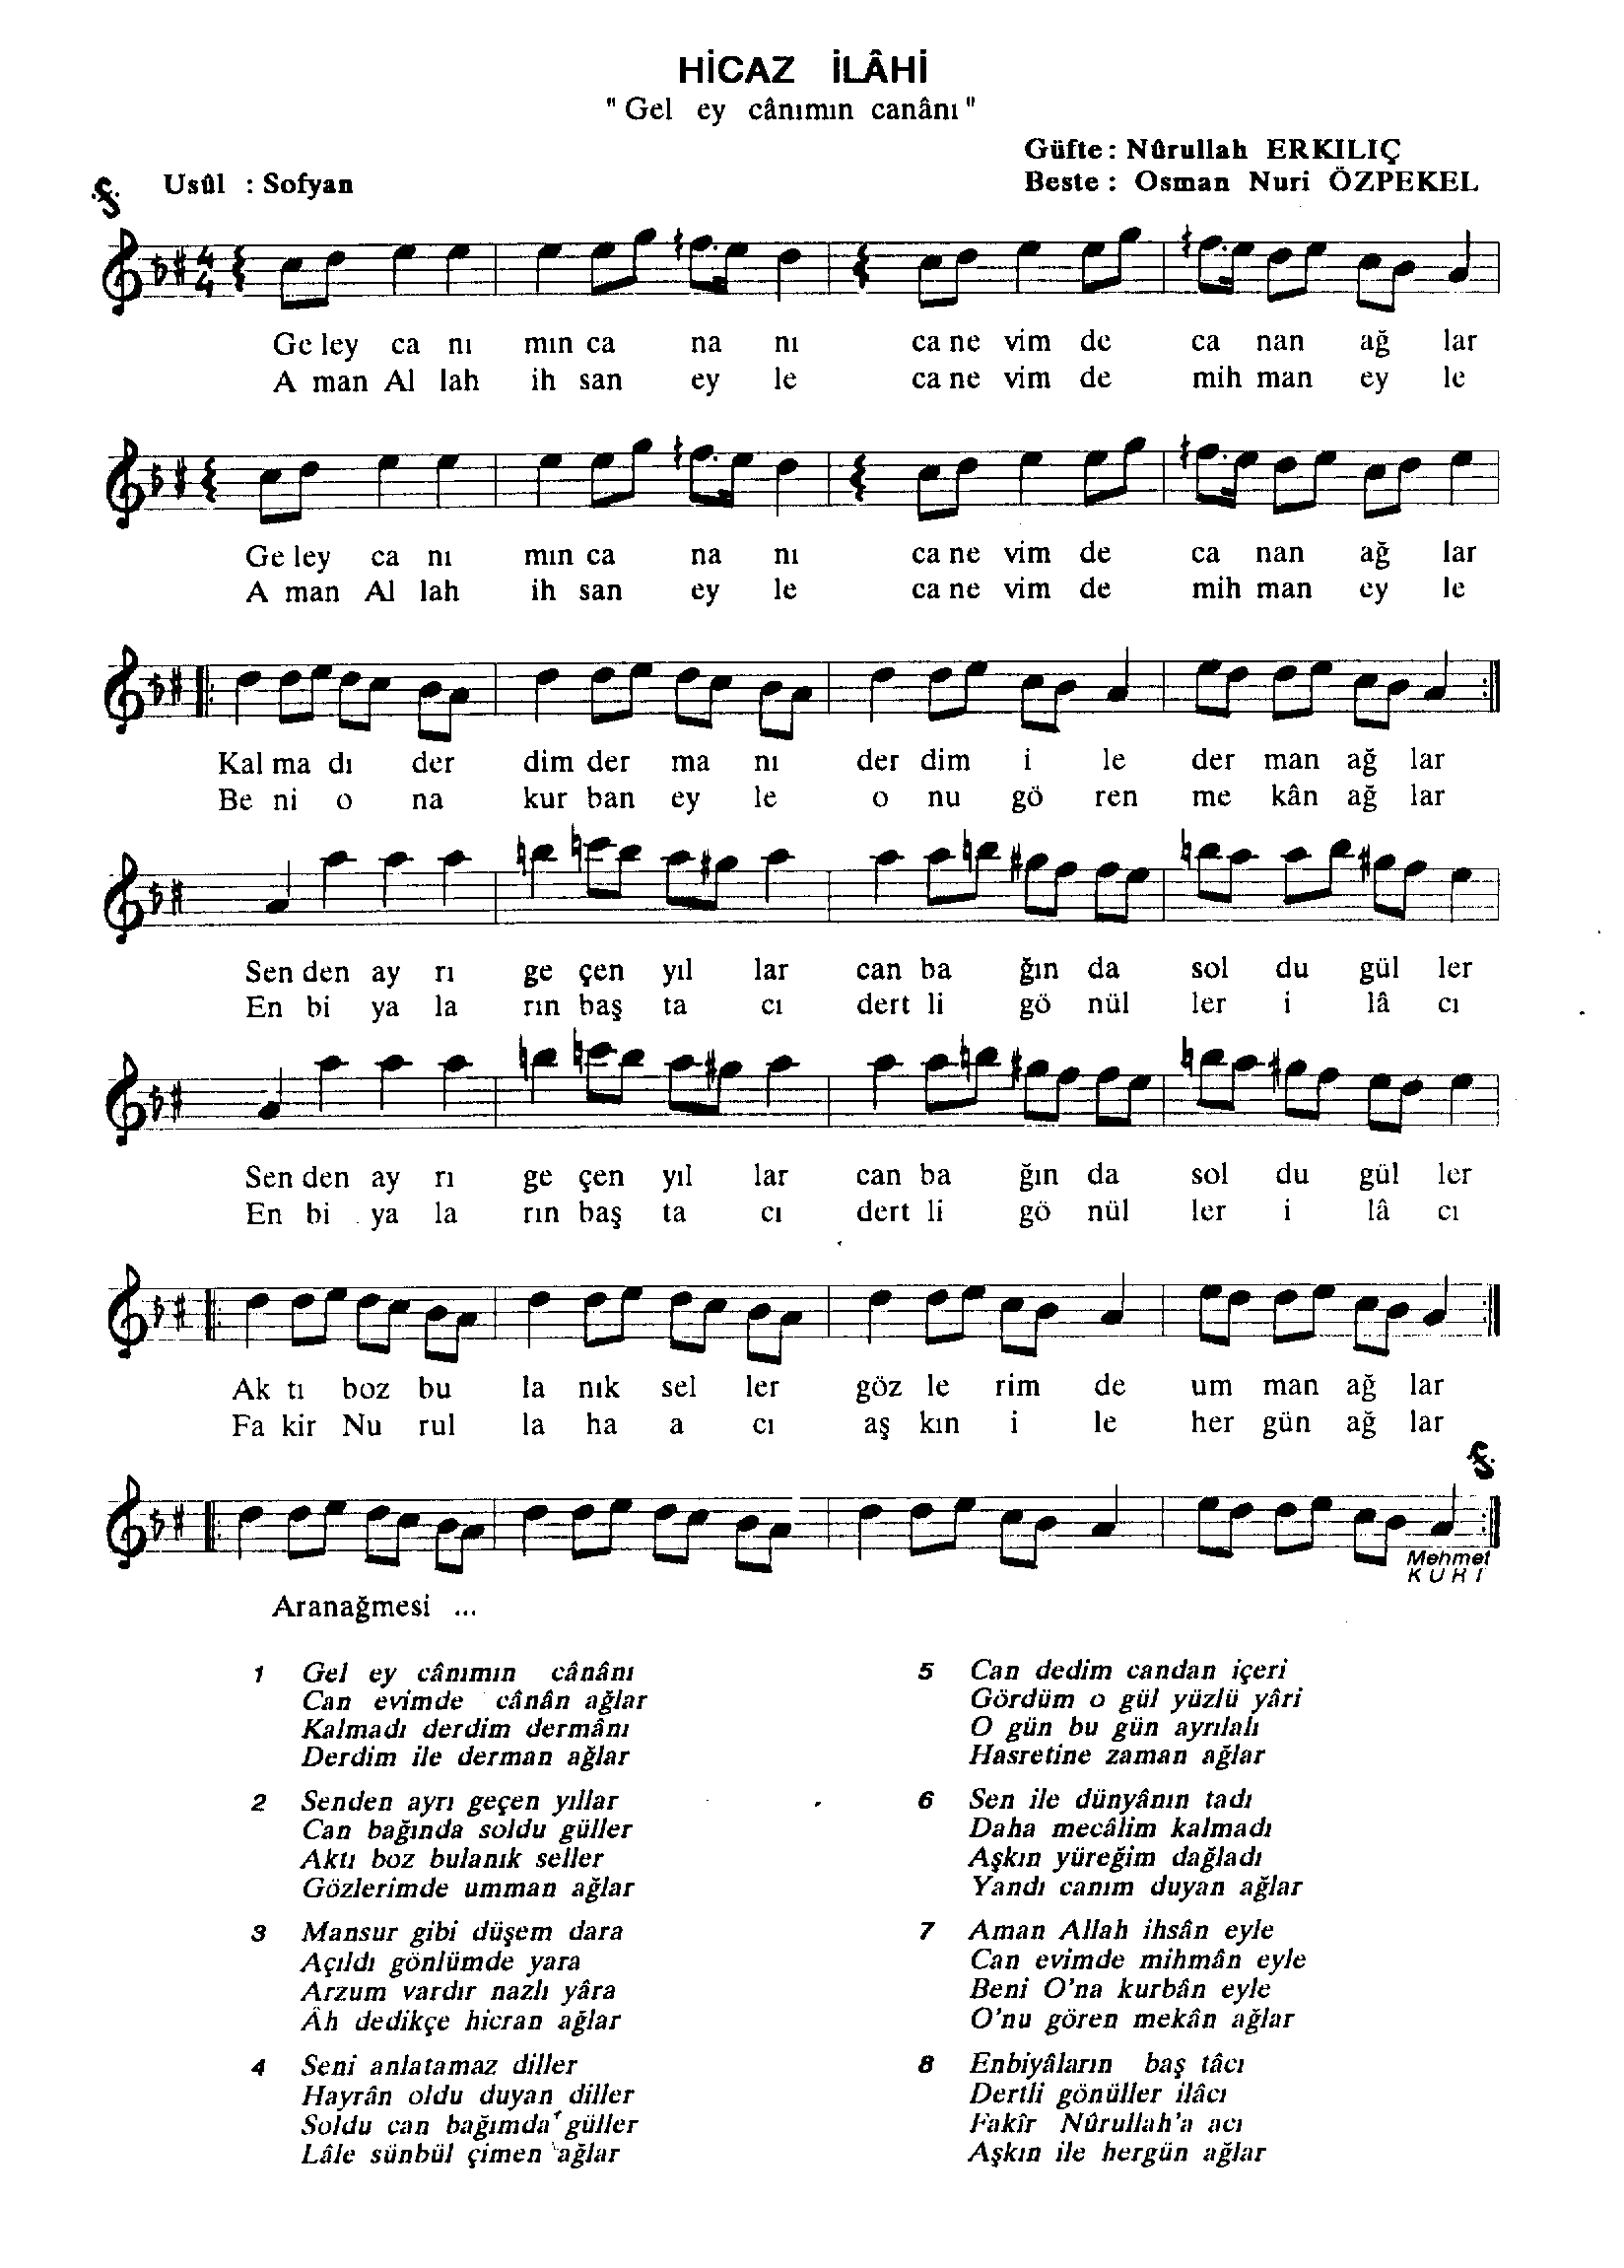 HİCAZ İLÂHİ
"Gel ey cânımın canânı"
Güfte: Nûrullah ERKILIÇ
Usûl : Sofyan
Beste : Osman Nuri ÖZPEKEL
4
4
Ge ley ca nı mın ca na nı ca ne vim de ca nan ağ lar
A man Al lah ih san ey le ca ne vim de mih man ey le
Ge ley ca nı mın ca na nı ca ne vim de ca nan ağ lar
A man Al lah ih san ey le ca ne vim de mih man ey le
Kal ma dı der dim der ma nı der dim i le der man ağ lar
Be ni o na kur ban ey le o nu gö ren me kân ağ lar
Sen den ay rı ge çen yıl lar can ba ğın da sol du gül ler
En bi ya la rın baş ta cı dert li gö nül ler i lâ cı
Sen den ay rı ge çen yıl lar can ba ğın da sol du gül ler
En bi ya la rın baş ta cı dert li gö nül ler i lâ cı
Ak tı boz bu la nık sel ler göz le rim de um man ağ lar
Fa kir Nu rul la ha a cı aş kın i le her gün ağ lar
Mehmet
Aranağmesi ...
1 Gel ey cânımın cânânı
Can evimde cânân ağlar
Kalmadı derdim dermânı
Derdim ile derman ağlar
2 Senden ayrı geçen yıllar
Can bağında soldu güller
Aktı boz bulanık seller
Gözlerimde umman ağlar
3 Mansur gibi düşem dara
Açıldı gönlümde yara
Arzum vardır nazlı yâra
Âh dedikçe hicran ağlar
4 Seni anlatamaz diller
Hayrân oldu duyan diller
Soldu can bağımda güller
Lâle sünbül çimen ağlar
5 Can dedim candan içeri
Gördüm o gül yüzlü yâri
O gün bu gün ayrılalı
Hasretine zaman ağlar
6 Sen ile dünyânın tadı
Daha mecâlim kalmadı
Aşkın yüreğim dağladı
Yandı canım duyan ağlar
7 Aman Allah ihsân eyle
Can evimde mihmân eyle
Beni O'na kurbân eyle
O'nu gören mekân ağlar
8 Enbiyâların baş tâcı
Dertli gönüller ilâcı
Fakîr Nûrullah'a acı
Aşkın ile hergün ağlar